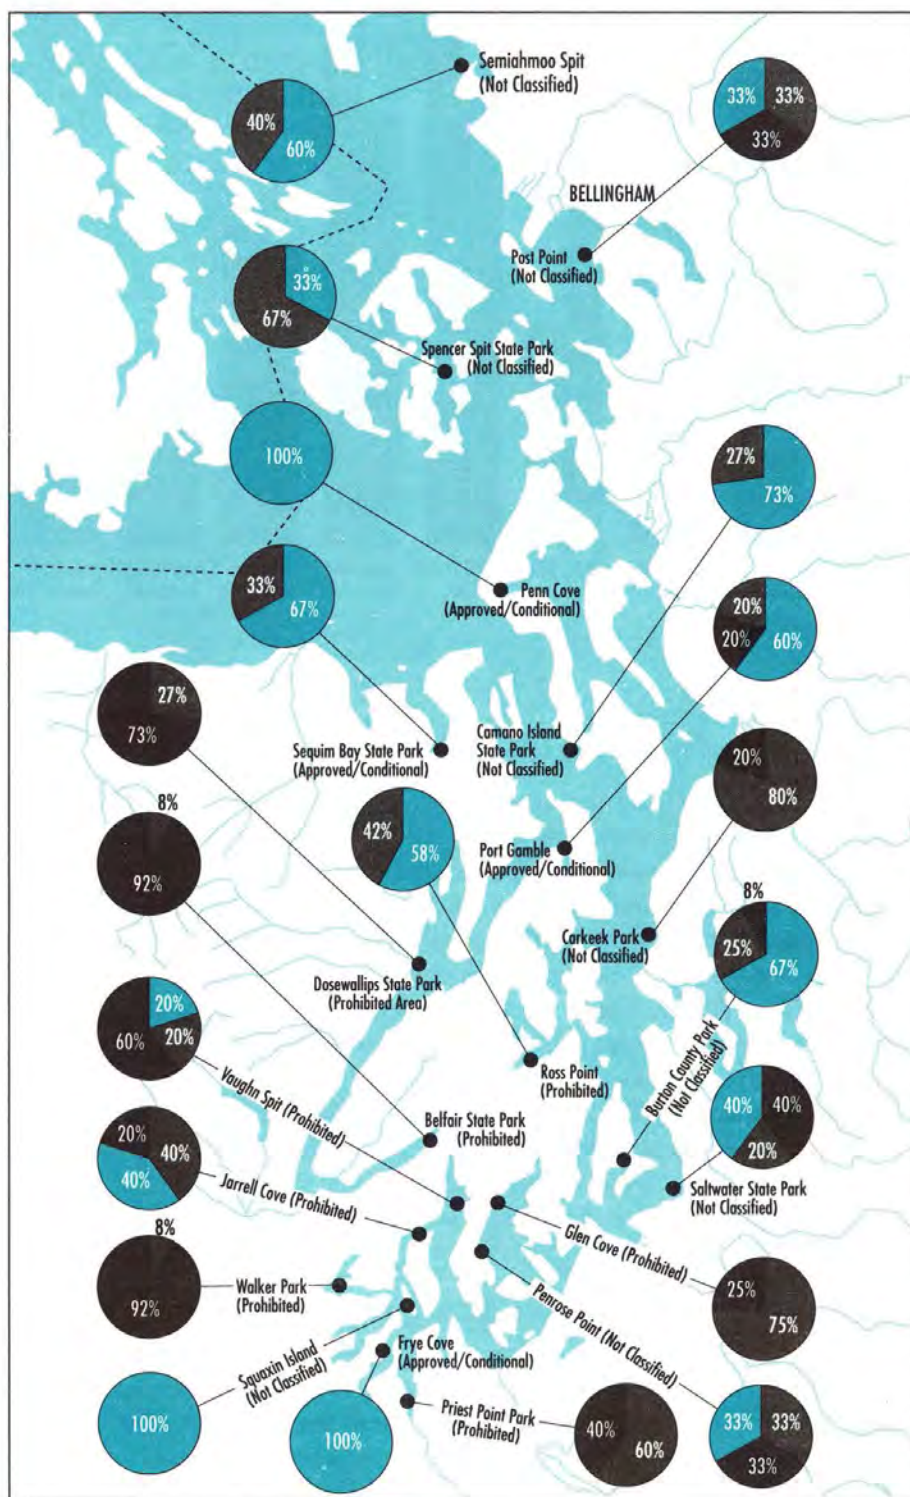 Semiahmoo Spit
(Not Classified)
40%
60%
33%
33%
33%
BELLINGHAM
Post Point
(Not Classified)
33%
67%
Spencer Spit State Park
(Not Classified)
100%
Penn Cove
(Approved/Conditional)
27%
73%
33%
67%
Sequim Bay State Park
(Approved/Conditional)
Camano Island
State Park
(Not Classified)
20%
20%
60%
27%
73%
42%
58%
Port Gamble
(Approved/Conditional)
20%
80%
8%
92%
Carkeek Park
(Not Classified)
8%
25%
67%
Dosewallips State Park
(Prohibited Area)
20%
60%
20%
Vaughn Spit (Prohibited)
Ross Point
(Prohibited)
Burton County Park
(Not Classified)
Belfair State Park
(Prohibited)
40%
40%
20%
20%
40%
40%
Jarrell Cove (Prohibited)
Saltwater State Park
(Not Classified)
Glen Cove (Prohibited)
8%
92%
Walker Park
(Prohibited)
25%
75%
Penrose Point (Not Classified)
Squaxin Island
(Not Classified)
Frye Cove
(Approved/Conditional)
100%
100%
Priest Point Park
(Prohibited)
40%
60%
33%
33%
33%